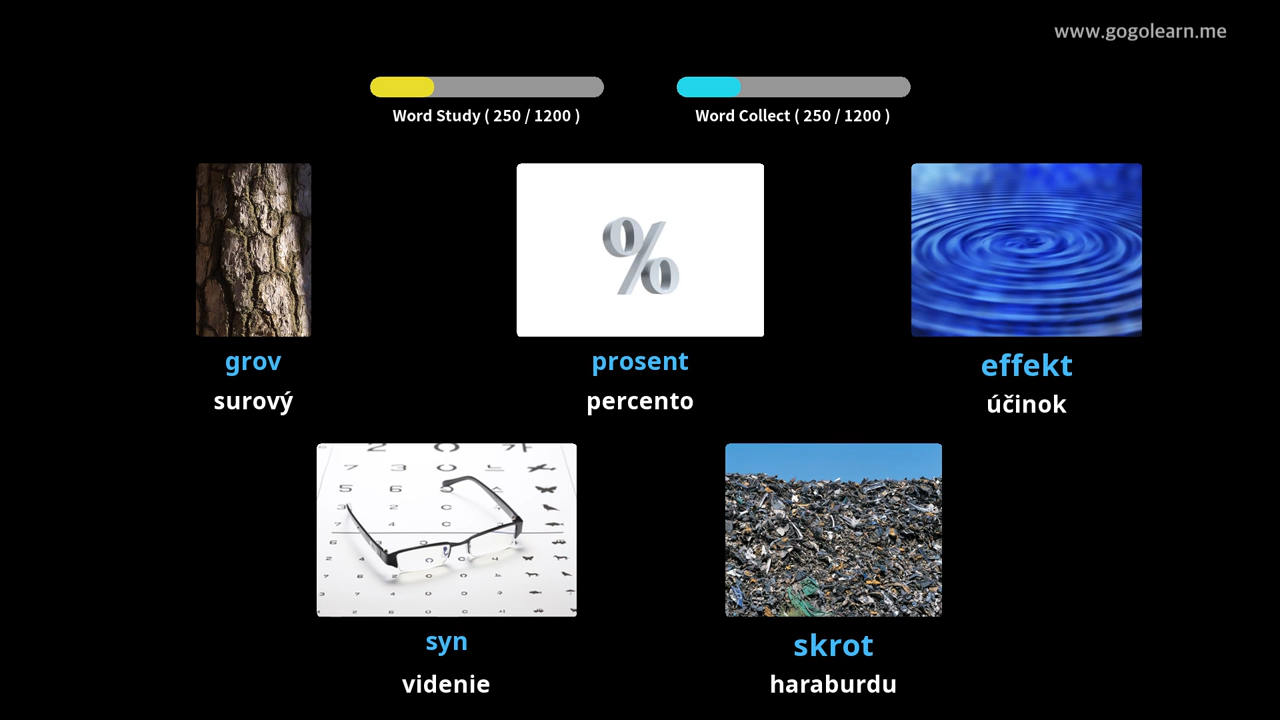 www.gogolearn.me
Word Study ( 250 / 1200 )
Word Collect ( 250 / 1200 )
%
grov
prosent
effekt
surový
percento
účinok
syn
skrot
videnie
haraburdu